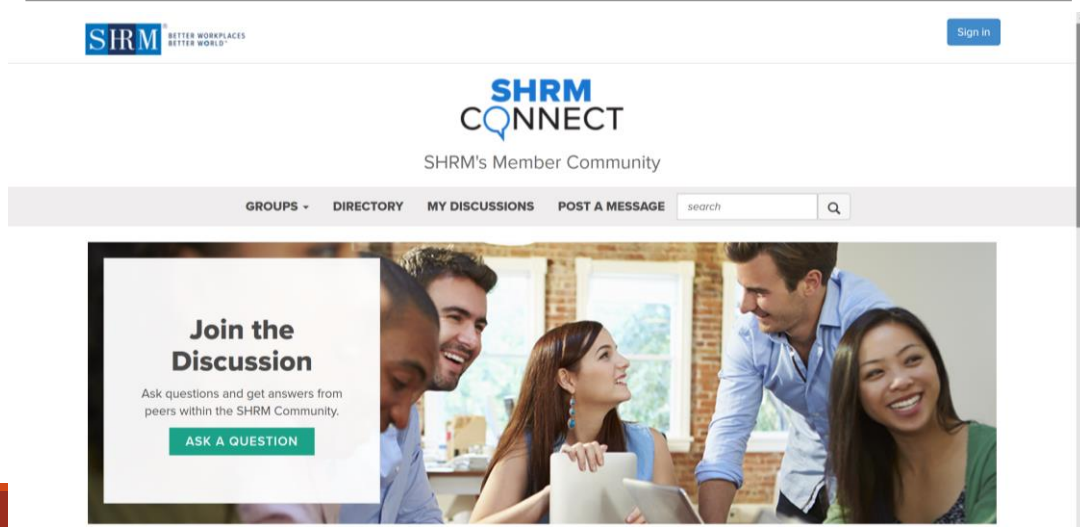 SHRM BETTER WORKPLACES
BETTER WORLD™
Sign in
SHRM
CONNECT
SHRM's Member Community
GROUPS DIRECTORY MY DISCUSSIONS POST A MESSAGE search
Join the
Discussion
Ask questions and get answers from
peers within the SHRM Community.
ASK A QUESTION